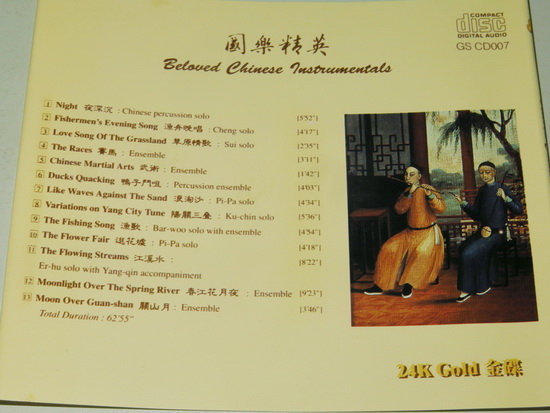 國樂精英
COMPACT
disc
DIGITAL AUDIO
GS CD007
Beloved Chinese Instrumentals
1 Night 夜深沉 : Chinese percussion solo [5'52"]
2 Fishermen's Evening Song 漁舟晚唱 : Cheng solo [4'17"]
3 Love Song Of The Grassland 草原情歌 : Sui solo [2'35"]
4 The Races 賽馬 : Ensemble [3'11"]
5 Chinese Martial Arts 武術 : Ensemble [1'42"]
6 Ducks Quacking 鴨子鬥咀 : Percussion ensemble [4'03"]
7 Like Waves Against The Sand 浪淘沙 : Pi-Pa solo [4'34"]
8 Variations on Yang City Tune 陽關三疊 : Ku-chin solo [5'36"]
9 The Fishing Song 漁歌 : Bar-woo solo with ensemble [4'54"]
10 The Flower Fair 逛花墟 : Pi-Pa solo [4'18"]
11 The Flowing Streams 江溪水 : [8'22"]
Er-hu solo with Yang-qin accompaniment
12 Moonlight Over The Spring River 春江花月夜 : Ensemble [9'23"]
13 Moon Over Guan-shan 關山月 : Ensemble [3'46"]
Total Duration : 62'55"
24K Gold 金碟